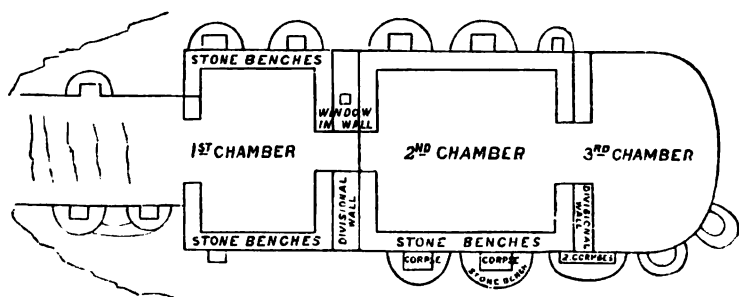 STONE BENCHES
WINDOW
IN WALL
1ST CHAMBER
2ND CHAMBER
3RD CHAMBER
DIVISIONAL
WALL
DIVISIONAL
WALL
STONE BENCHES
STONE BENCHES
CORPSE
CORPSE
STONE BENCH
2. CORPSES